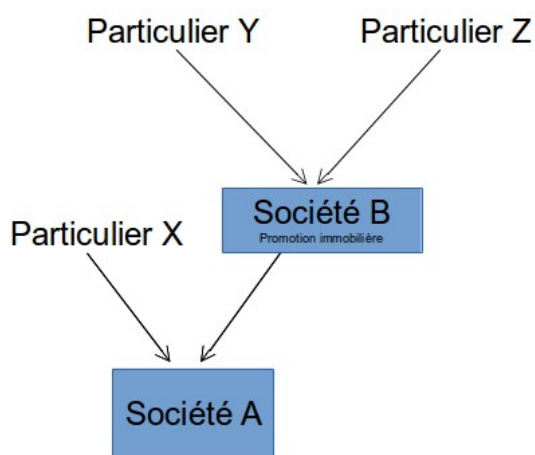 Particulier Y
Particulier Z
Société B
Promotion immobilière
Particulier X
Société A